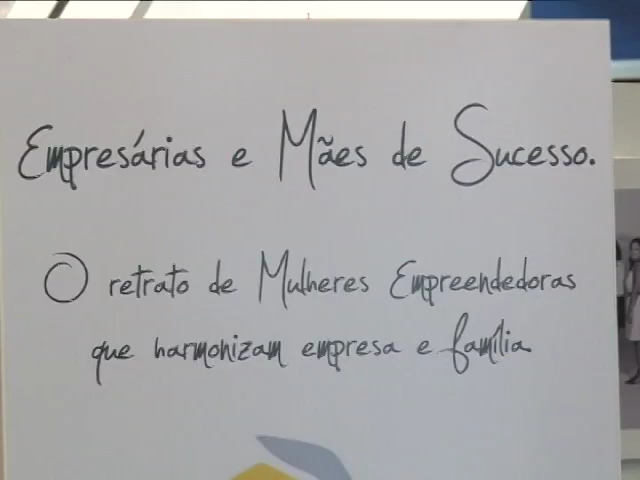 Empresárias e Mães de Sucesso.
O retrato de Mulheres Empreendedoras
que harmonizam empresa e família